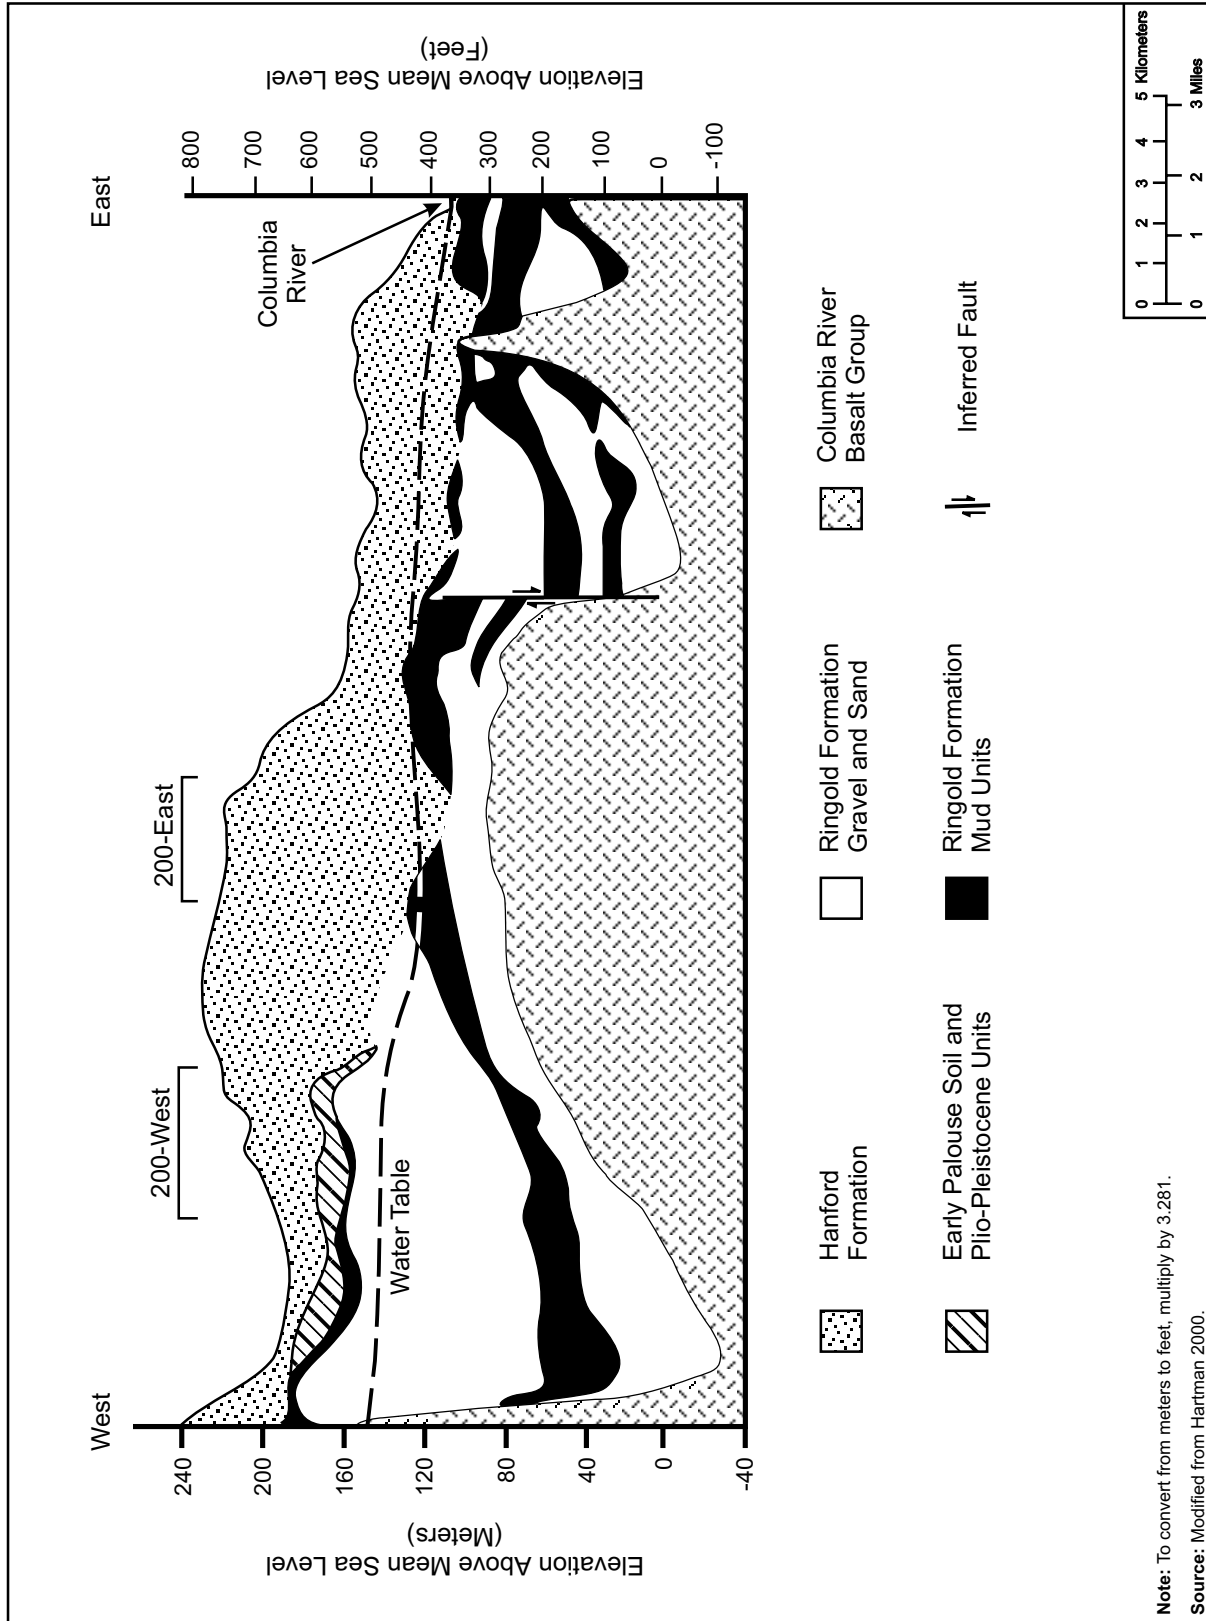 West
East
200-West
200-East
Columbia
River
Water Table
240
200
160
120
80
40
0
-40
Elevation Above Mean Sea Level
(Meters)
800
700
600
500
400
300
200
100
0
-100
Elevation Above Mean Sea Level
(Feet)
Hanford
Formation
Ringold Formation
Gravel and Sand
Columbia River
Basalt Group
Early Palouse Soil and
Plio-Pleistocene Units
Ringold Formation
Mud Units
Inferred Fault
0 1 2 3 4 5 Kilometers
0 1 2 3 Miles
Note: To convert from meters to feet, multiply by 3.281.
Source: Modified from Hartman 2000.